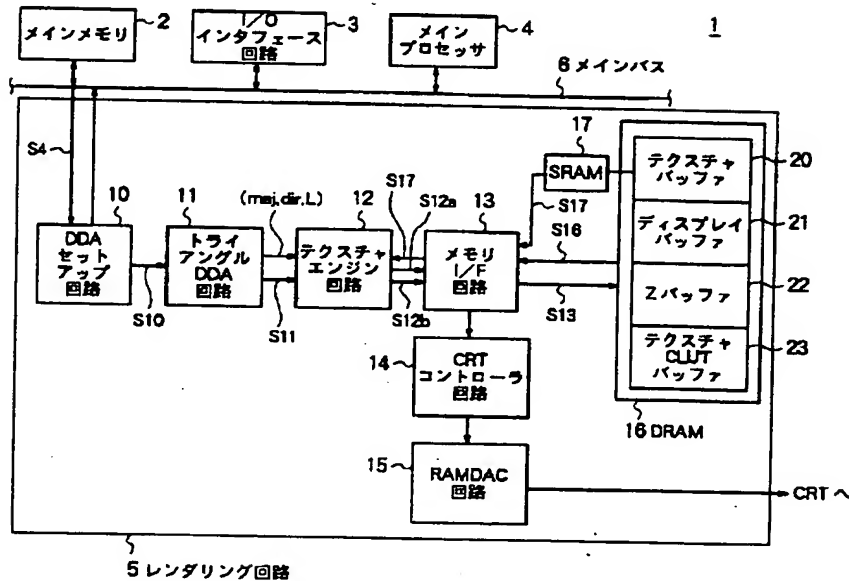 1
2
メインメモリ
3
I/O
インタフェース
回路
4
メイン
プロセッサ
6 メインバス
S4
10
DDA
セット
アップ
回路
S10
11
トライ
アングル
DDA
回路
(maj,dir,L)
S11
12
テクスチャ
エンジン
回路
S17
S12a
S12b
13
メモリ
I/F
回路
17
SRAM
S17
S16
S13
テクスチャ
バッファ
20
ディスプレイ
バッファ
21
Zバッファ
22
テクスチャ
CLUT
バッファ
23
16 DRAM
14
CRT
コントローラ
回路
15
RAMDAC
回路
CRT へ
5 レンダリング回路